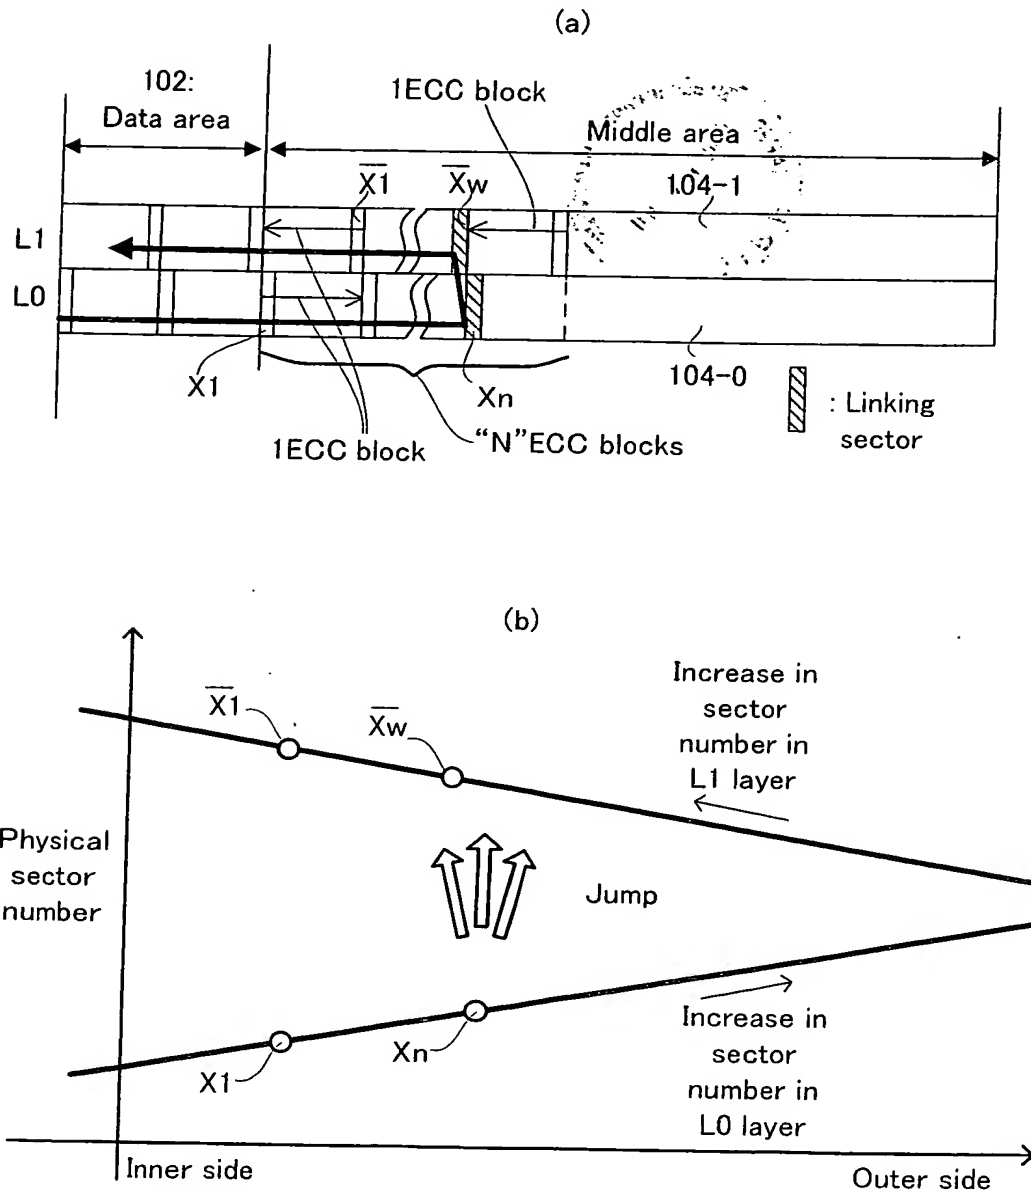 (a)
102:
Data area
1ECC block
Middle area
X̅1̅
X̅w
104-1
L1
L0
X1
Xn
104-0
1ECC block
“N”ECC blocks
: Linking
sector
(b)
X̅1̅
X̅w
Increase in
sector
number in
L1 layer
Physical
sector
number
Jump
X1
Xn
Increase in
sector
number in
L0 layer
Inner side
Outer side